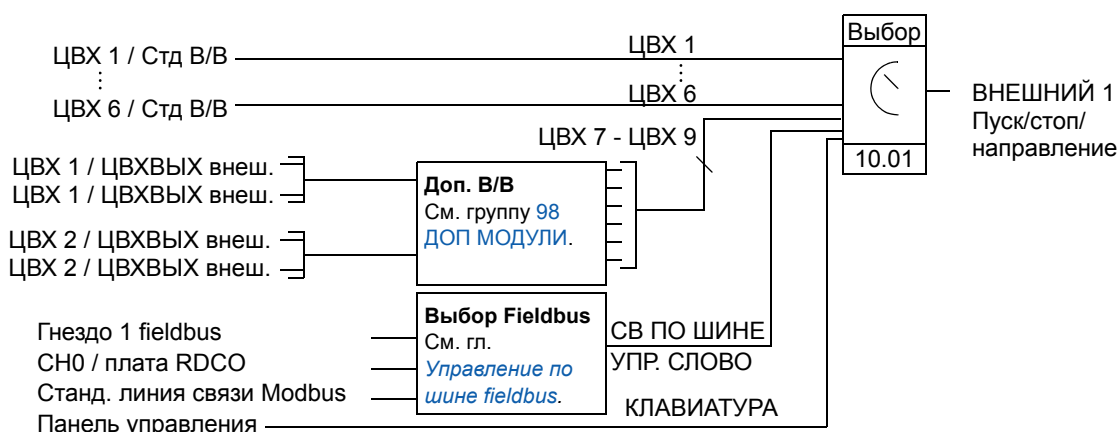 Выбор
ЦВХ 1 / Стд В/В
ЦВХ 1
ЦВХ 6 / Стд В/В
ЦВХ 6
ВНЕШНИЙ 1
Пуск/стоп/
направление
ЦВХ 7 - ЦВХ 9
10.01
ЦВХ 1 / ЦВХВЫХ внеш.
ЦВХ 1 / ЦВХВЫХ внеш.
ЦВХ 2 / ЦВХВЫХ внеш.
ЦВХ 2 / ЦВХВЫХ внеш.
Доп. В/В
См. группу 98
ДОП МОДУЛИ.
Выбор Fieldbus
См. гл.
Управление по
шине fieldbus.
Гнездо 1 fieldbus
CH0 / плата RDCO
Станд. линия связи Modbus
Панель управления
СВ ПО ШИНЕ
УПР. СЛОВО
КЛАВИАТУРА